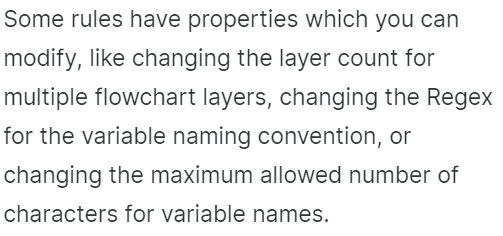 Some rules have properties which you can
modify, like changing the layer count for
multiple flowchart layers, changing the Regex
for the variable naming convention, or
changing the maximum allowed number of
characters for variable names.